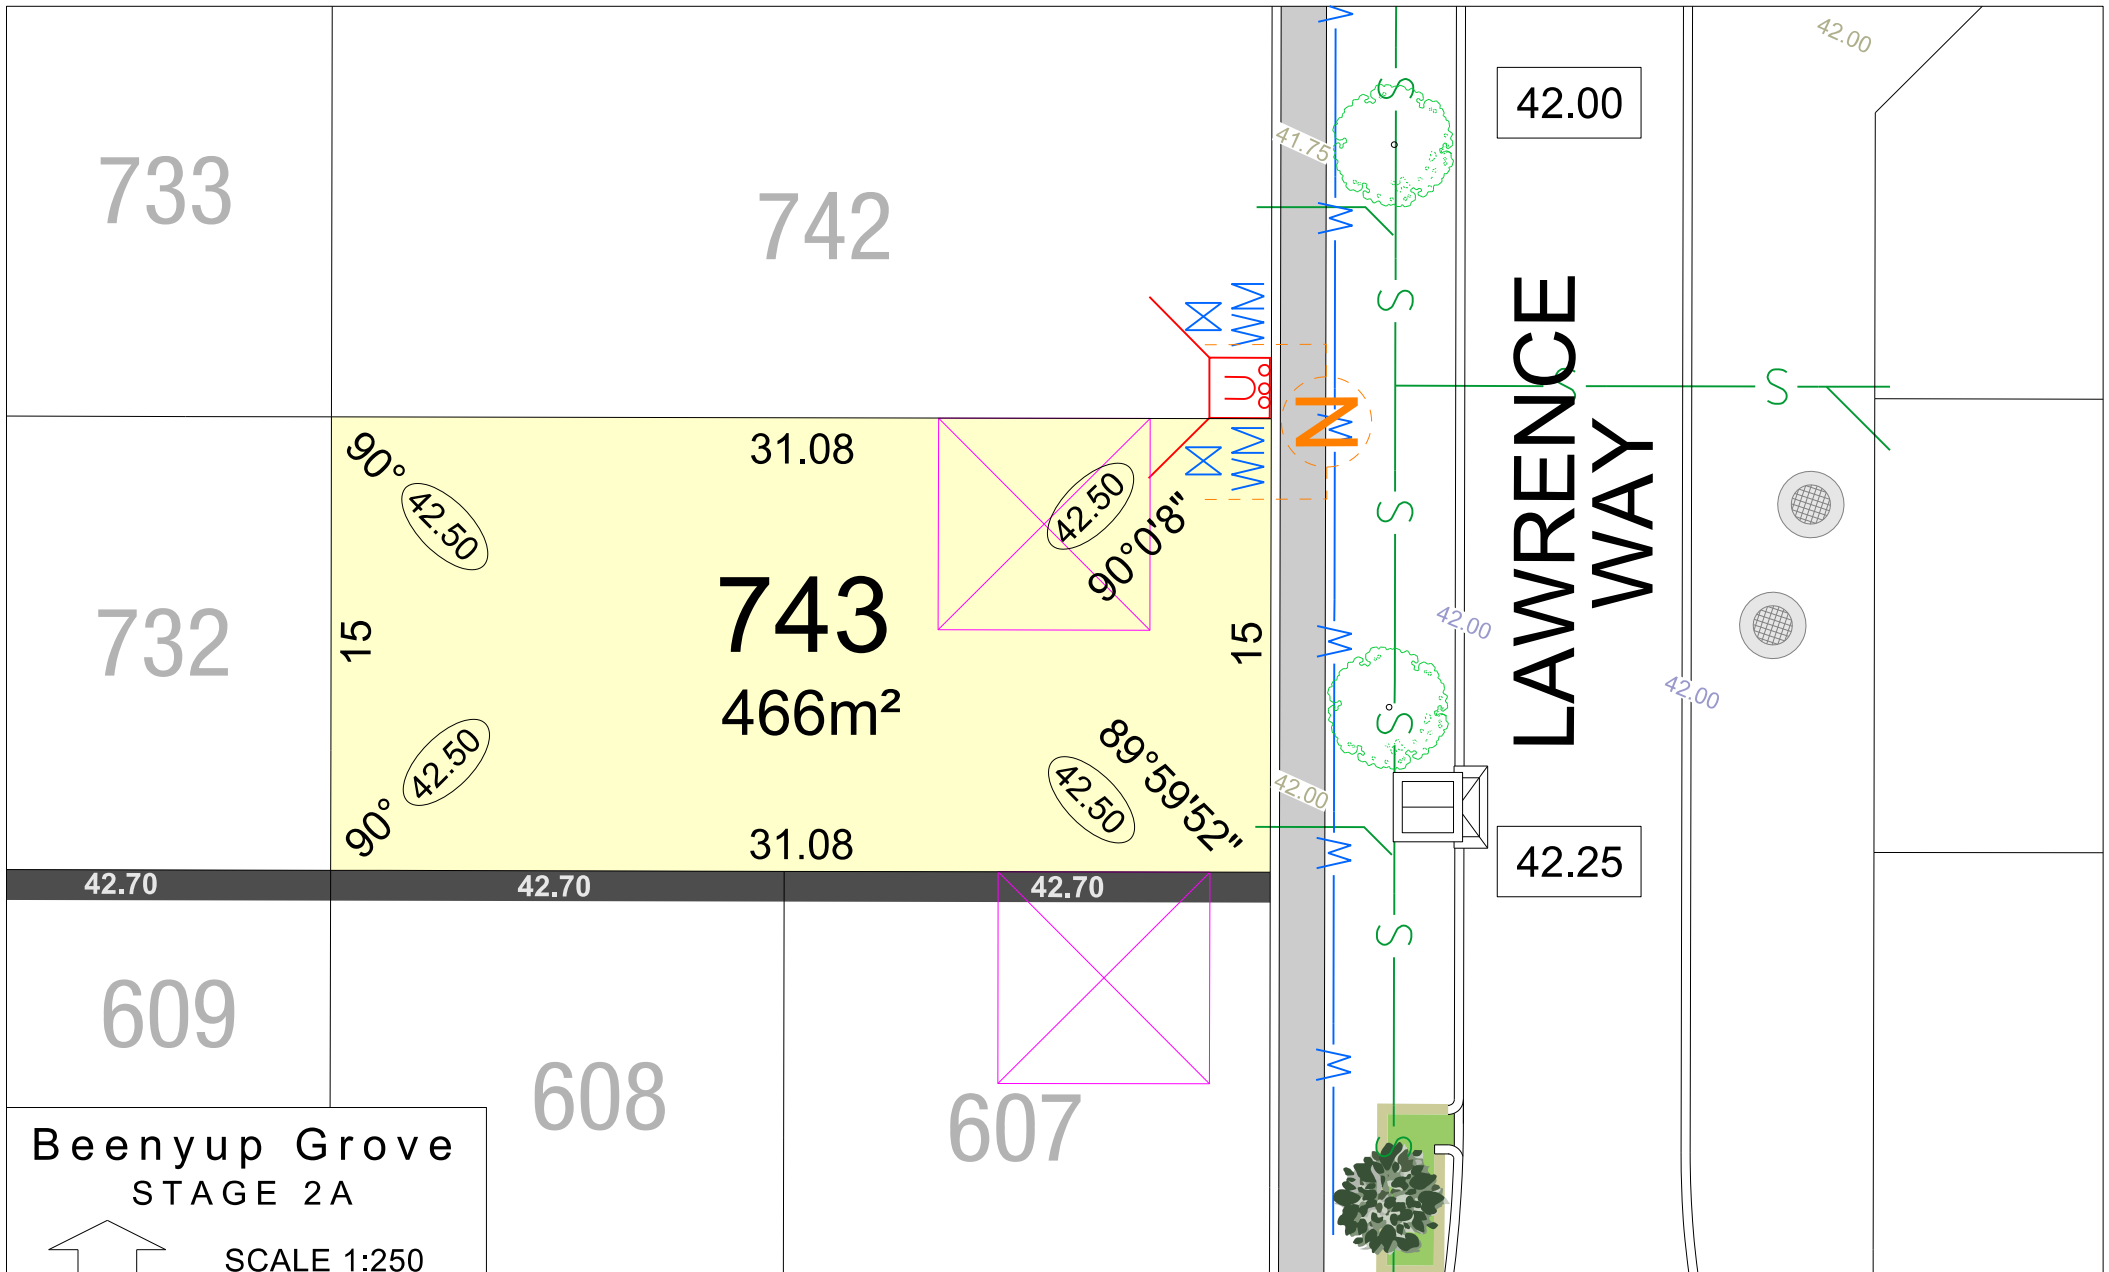 42.00
42.00
41.75
733
742
S
W
W
WM
S
LAWRENCE
WAY
N
W
S
S
31.08
90°
42.50
WM
42.50
90°0'8"
S
743
466m²
732
15
15
W
42.00
42.00
S
90°
42.50
89°59'52"
42.50
42.00
31.08
W
42.25
42.70
42.70
42.70
S
609
608
607
W
S
Beenyup Grove
STAGE 2A
SCALE 1:250